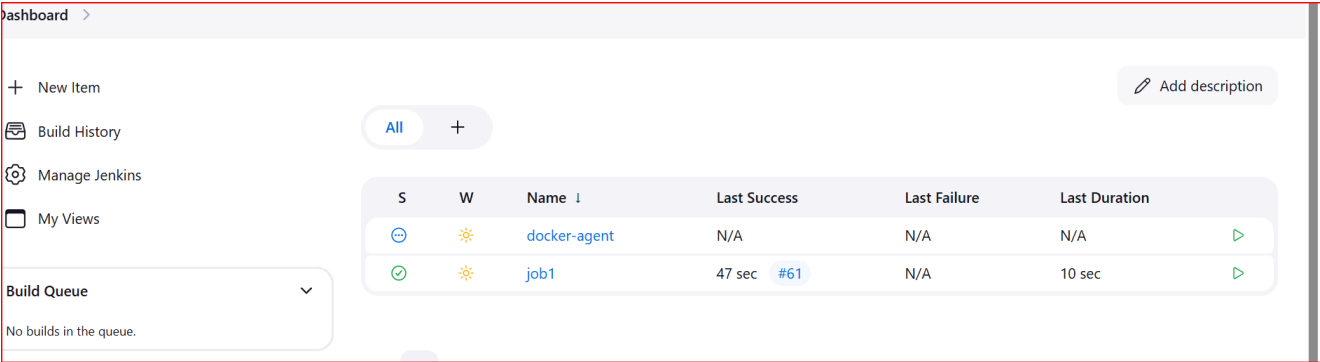 Dashboard
New Item
Build History
Manage Jenkins
My Views
Build Queue
No builds in the queue.
Add description
All
S W Name ↓ Last Success Last Failure Last Duration
docker-agent N/A N/A N/A
job1 47 sec #61 N/A 10 sec